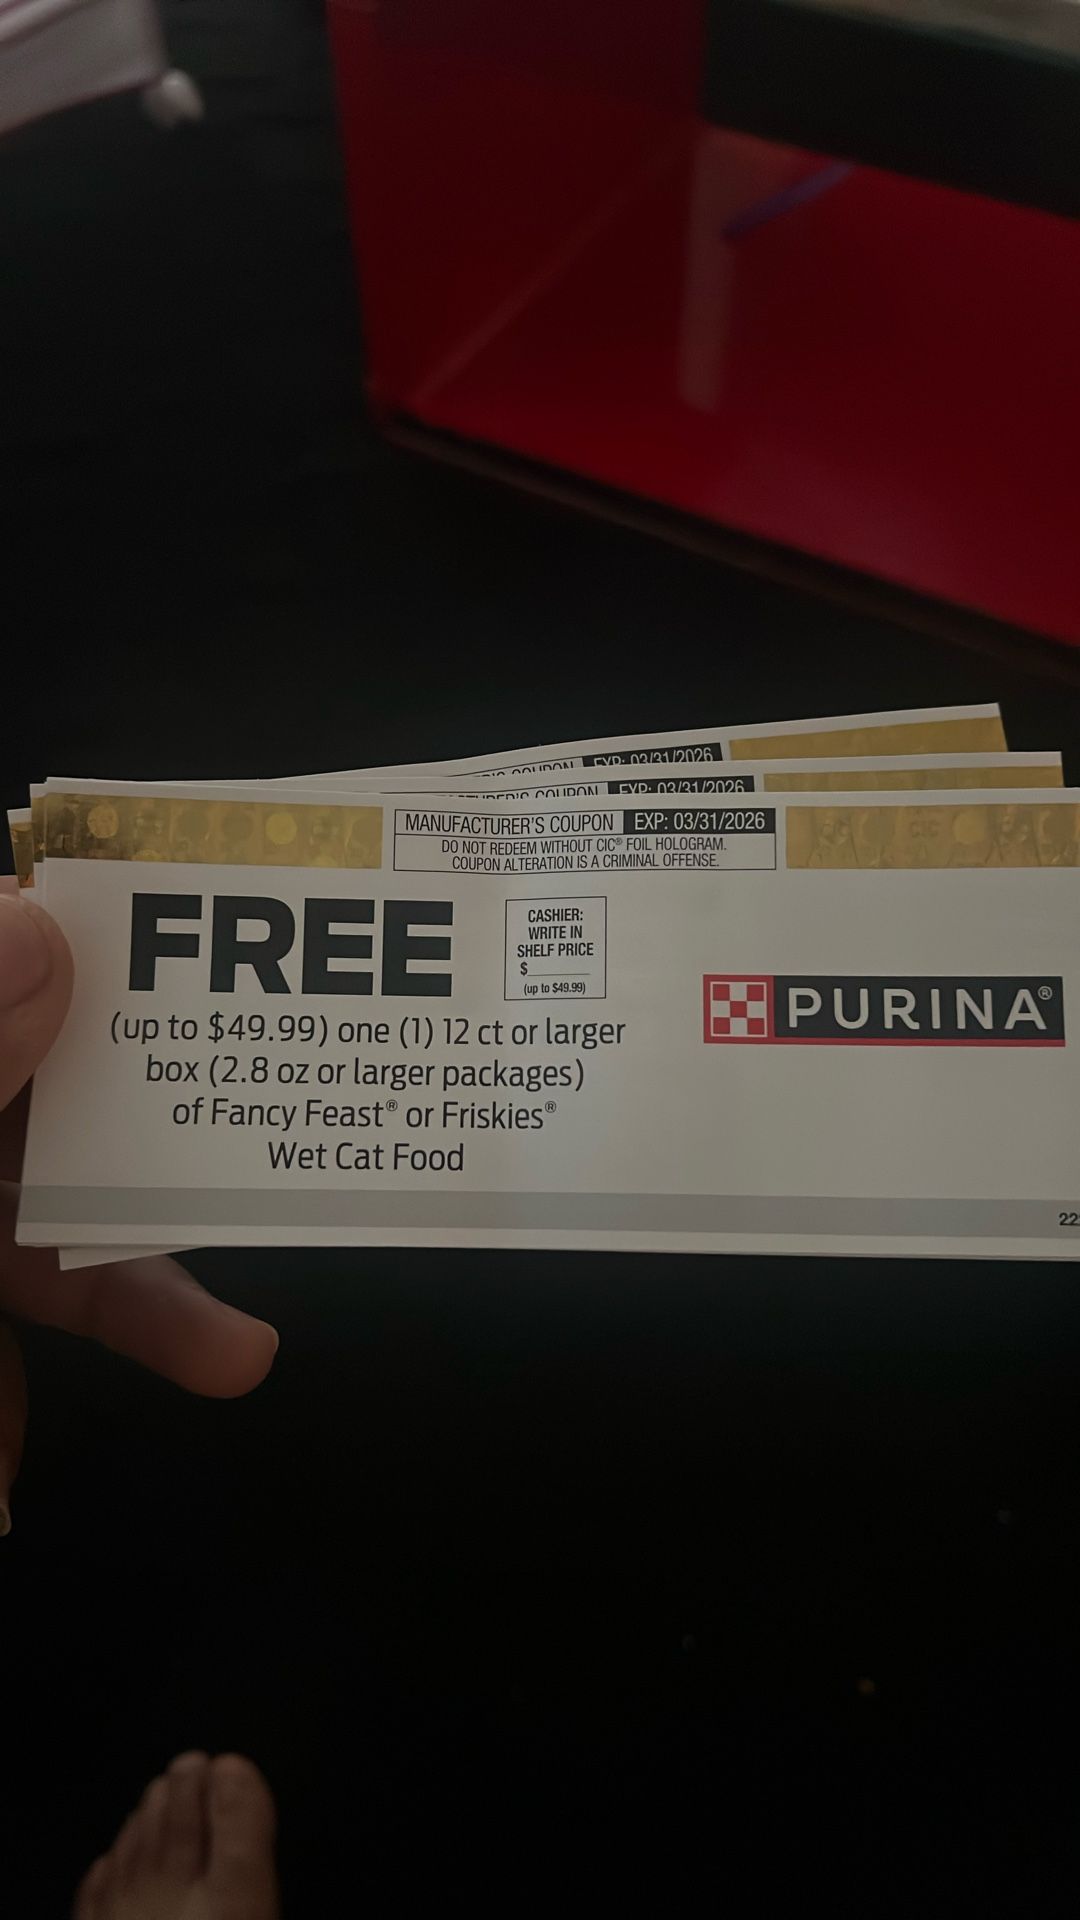 EXP: 03/31/2026
COUPON EXP: 03/31/2026
MANUFACTURER'S COUPON EXP: 03/31/2026
DO NOT REDEEM WITHOUT CIC® FOIL HOLOGRAM.
COUPON ALTERATION IS A CRIMINAL OFFENSE.
FREE
CASHIER:
WRITE IN
SHELF PRICE
$
(up to $49.99)
(up to $49.99) one (1) 12 ct or larger
box (2.8 oz or larger packages)
of Fancy Feast® or Friskies®
Wet Cat Food
PURINA®
22